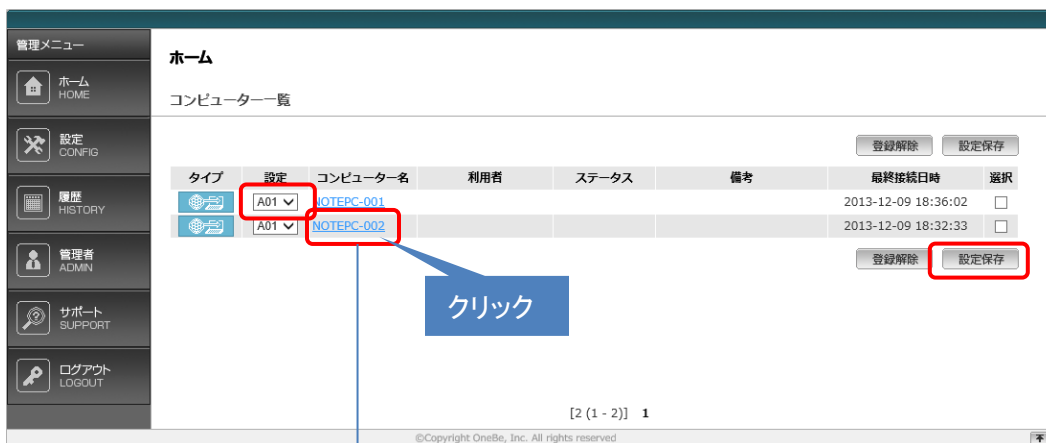 管理メニュー
ホーム
HOME
設定
CONFIG
履歴
HISTORY
管理者
ADMIN
サポート
SUPPORT
ログアウト
LOGOUT
ホーム
コンピューター一覧
登録解除 設定保存
タイプ 設定 コンピューター名 利用者 ステータス 備考 最終接続日時 選択
A01 NOTEPC-001 2013-12-09 18:36:02
A01 NOTEPC-002 2013-12-09 18:32:33
登録解除 設定保存
クリック
[2 (1 - 2)] 1
©Copyright OneBe, Inc. All rights reserved